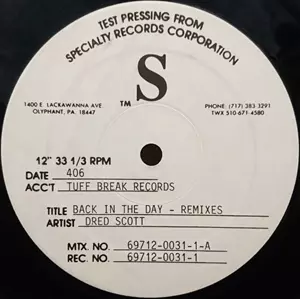 TEST PRESSING FROM
SPECIALTY RECORDS CORPORATION
S
TM
1400 E. LACKAWANNA AVE
OLYPHANT, PA. 18447
PHONE: (717) 383 3291
TWX 510-671-4580
12" 33 1/3 RPM
DATE 406
ACC'T TUFF BREAK RECORDS
TITLE BACK IN THE DAY - REMIXES
ARTIST DRED SCOTT
MTX. NO. 69712-0031-1-A
REC. NO. 69712-0031-1